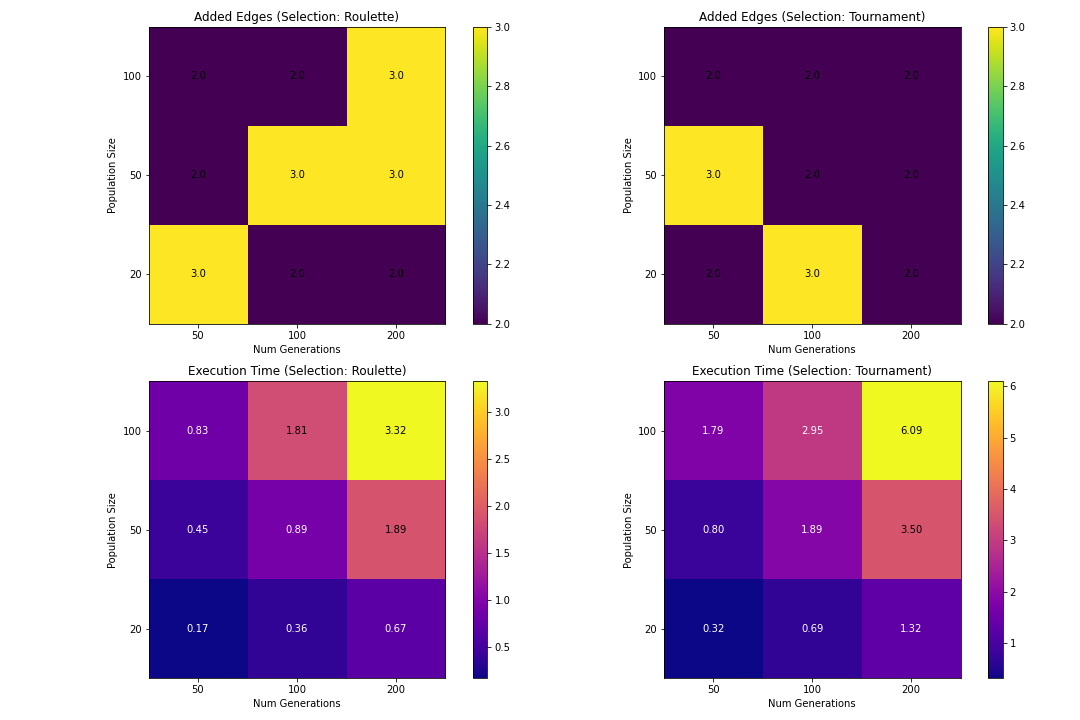 Added Edges (Selection: Roulette)
Population Size
100
50
20
2.0 2.0 3.0
2.0 3.0 3.0
3.0 2.0 2.0
50 100 200
Num Generations
3.0
2.8
2.6
2.4
2.2
2.0
Added Edges (Selection: Tournament)
Population Size
100
50
20
2.0 2.0 2.0
3.0 2.0 2.0
2.0 3.0 2.0
50 100 200
Num Generations
3.0
2.8
2.6
2.4
2.2
2.0
Execution Time (Selection: Roulette)
Population Size
100
50
20
0.83 1.81 3.32
0.45 0.89 1.89
0.17 0.36 0.67
50 100 200
Num Generations
3.0
2.5
2.0
1.5
1.0
0.5
Execution Time (Selection: Tournament)
Population Size
100
50
20
1.79 2.95 6.09
0.80 1.89 3.50
0.32 0.69 1.32
50 100 200
Num Generations
6
5
4
3
2
1